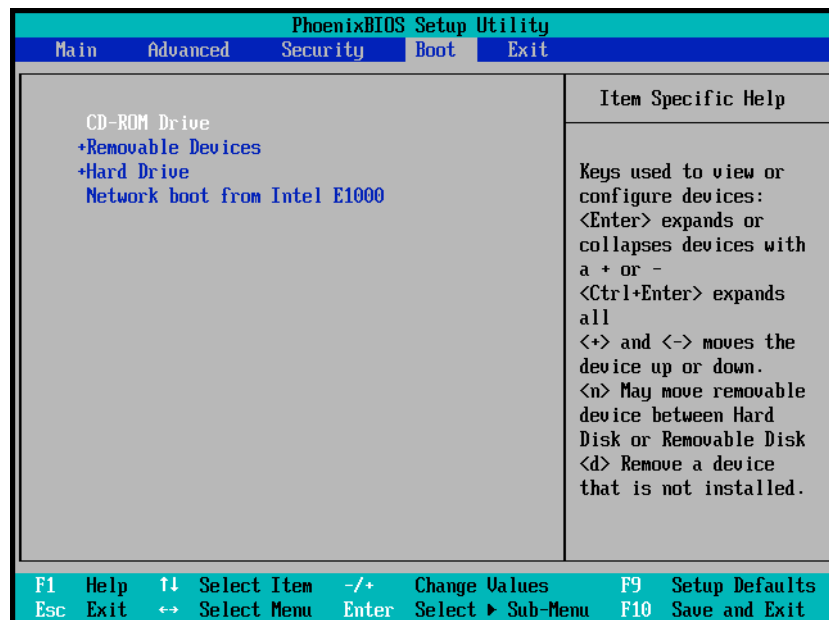 PhoenixBIOS Setup Utility
Main Advanced Security Boot Exit
CD-ROM Drive
+Removable Devices
+Hard Drive
Network boot from Intel E1000
Item Specific Help
Keys used to view or
configure devices:
<Enter> expands or
collapses devices with
a + or -
<Ctrl+Enter> expands
all
<+> and <-> moves the
device up or down.
<n> May move removable
device between Hard
Disk or Removable Disk
<d> Remove a device
that is not installed.
F1 Help ↑↓ Select Item -/+ Change Values F9 Setup Defaults
Esc Exit ↔ Select Menu Enter Select ▶ Sub-Menu F10 Save and Exit